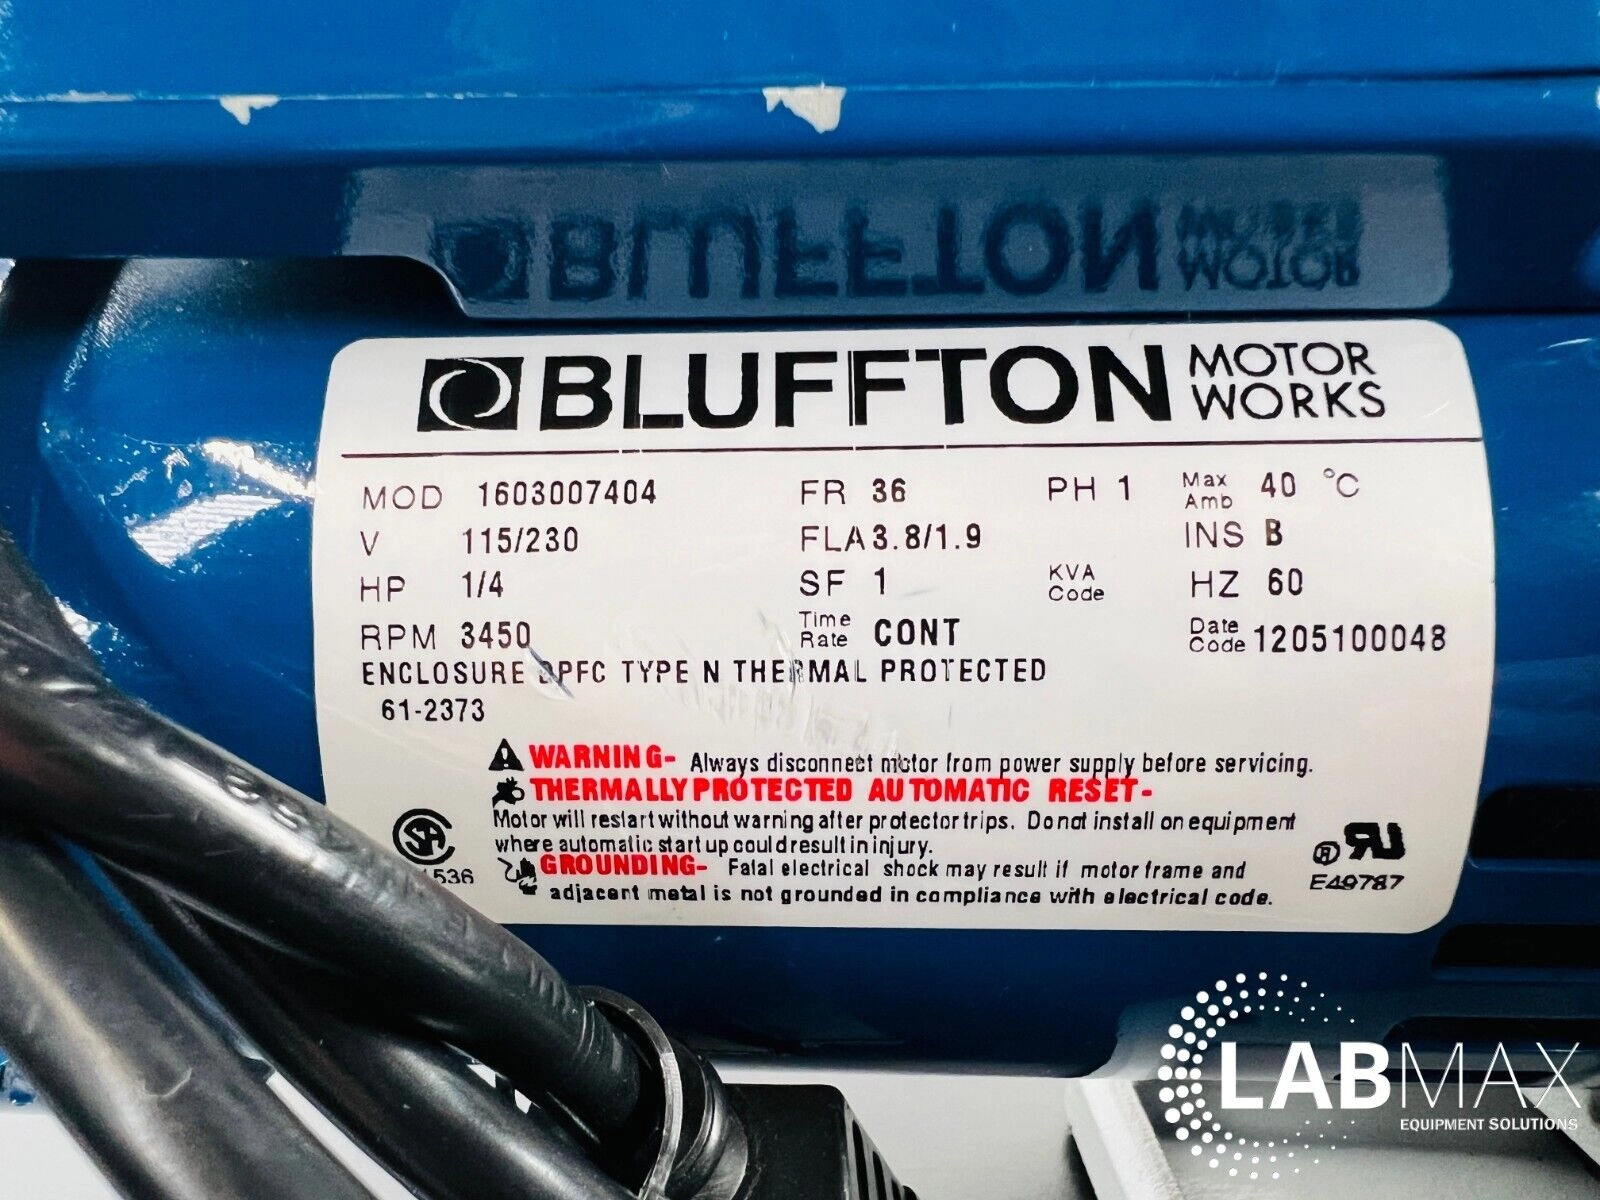 BLUFFTON MOTOR WORKS
BLUFFTON MOTOR WORKS
MOD 1603007404 FR 36 PH 1 Max Amb 40 °C
V 115/230 FLA 3.8/1.9 INS B
HP 1/4 SF 1 KVA Code HZ 60
RPM 3450 Time Rate CONT Date Code 1205100048
ENCLOSURE DPFC TYPE N THERMAL PROTECTED
61-2373
WARNING- Always disconnect motor from power supply before servicing.
THERMALLY PROTECTED AUTOMATIC RESET-
Motor will restart without warning after protector trips. Do not install on equipment
where automatic start up could result in injury.
GROUNDING- Fatal electrical shock may result if motor frame and
adjacent metal is not grounded in compliance with electrical code.
SA
1536
® RU
E49787
LABMAX
EQUIPMENT SOLUTIONS